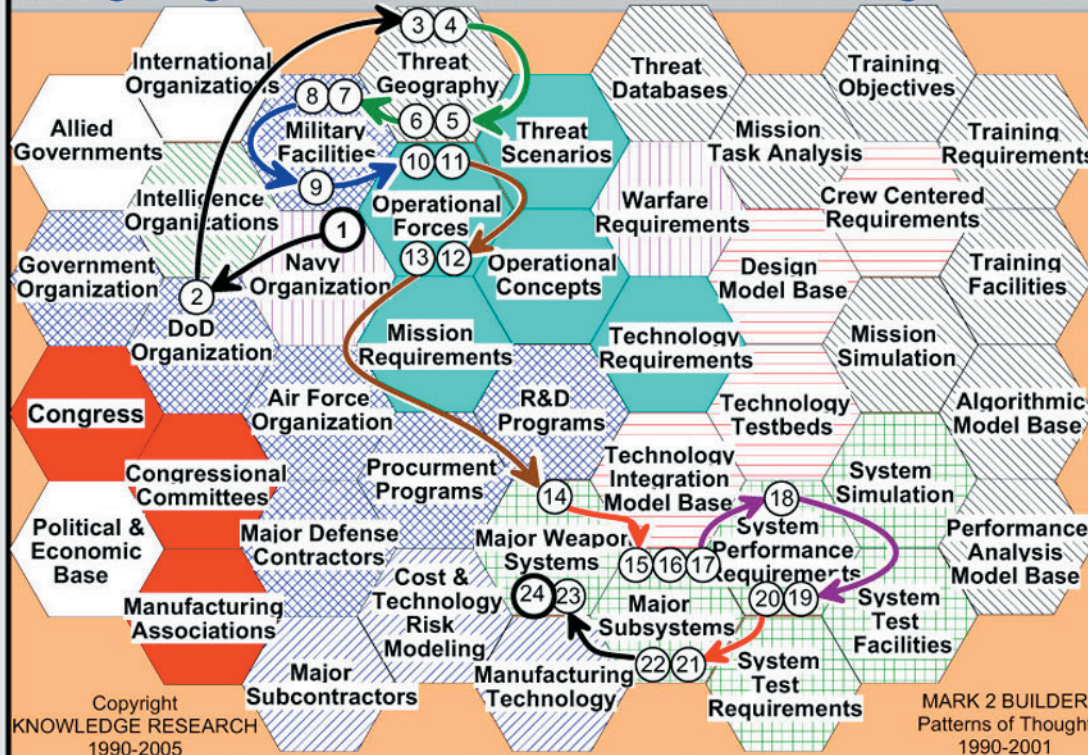 International
Organizations
Allied
Governments
Intelligence
Organizations
Government
Organization
DoD
Organization
Navy
Organization
Military
Facilities
Threat
Geography
Threat
Scenarios
Operational
Forces
Operational
Concepts
Mission
Requirements
Technology
Requirements
Threat
Databases
Warfare
Requirements
Mission
Task Analysis
Training
Objectives
Training
Requirements
Crew Centered
Requirements
Design
Model Base
Training
Facilities
Mission
Simulation
Technology
Testbeds
Algorithmic
Model Base
Congress
Congressional
Committees
Air Force
Organization
R&D
Programs
Procurment
Programs
Technology
Integration
Model Base
System
Simulation
Political &
Economic
Base
Major Defense
Contractors
Major Weapon
Systems
System
Performance
Requirements
Performance
Analysis
Model Base
Manufacturing
Associations
Cost &
Technology
Risk
Modeling
Major
Subsystems
System
Test
Facilities
Major
Subcontractors
Manufacturing
Technology
System
Test
Requirements
1
2
3 4
6 5
8 7
9
10 11
13 12
14
15 16 17
18
20 19
22 21
24 23
Copyright
KNOWLEDGE RESEARCH
1990-2005
MARK 2 BUILDER
Patterns of Thought
1990-2001